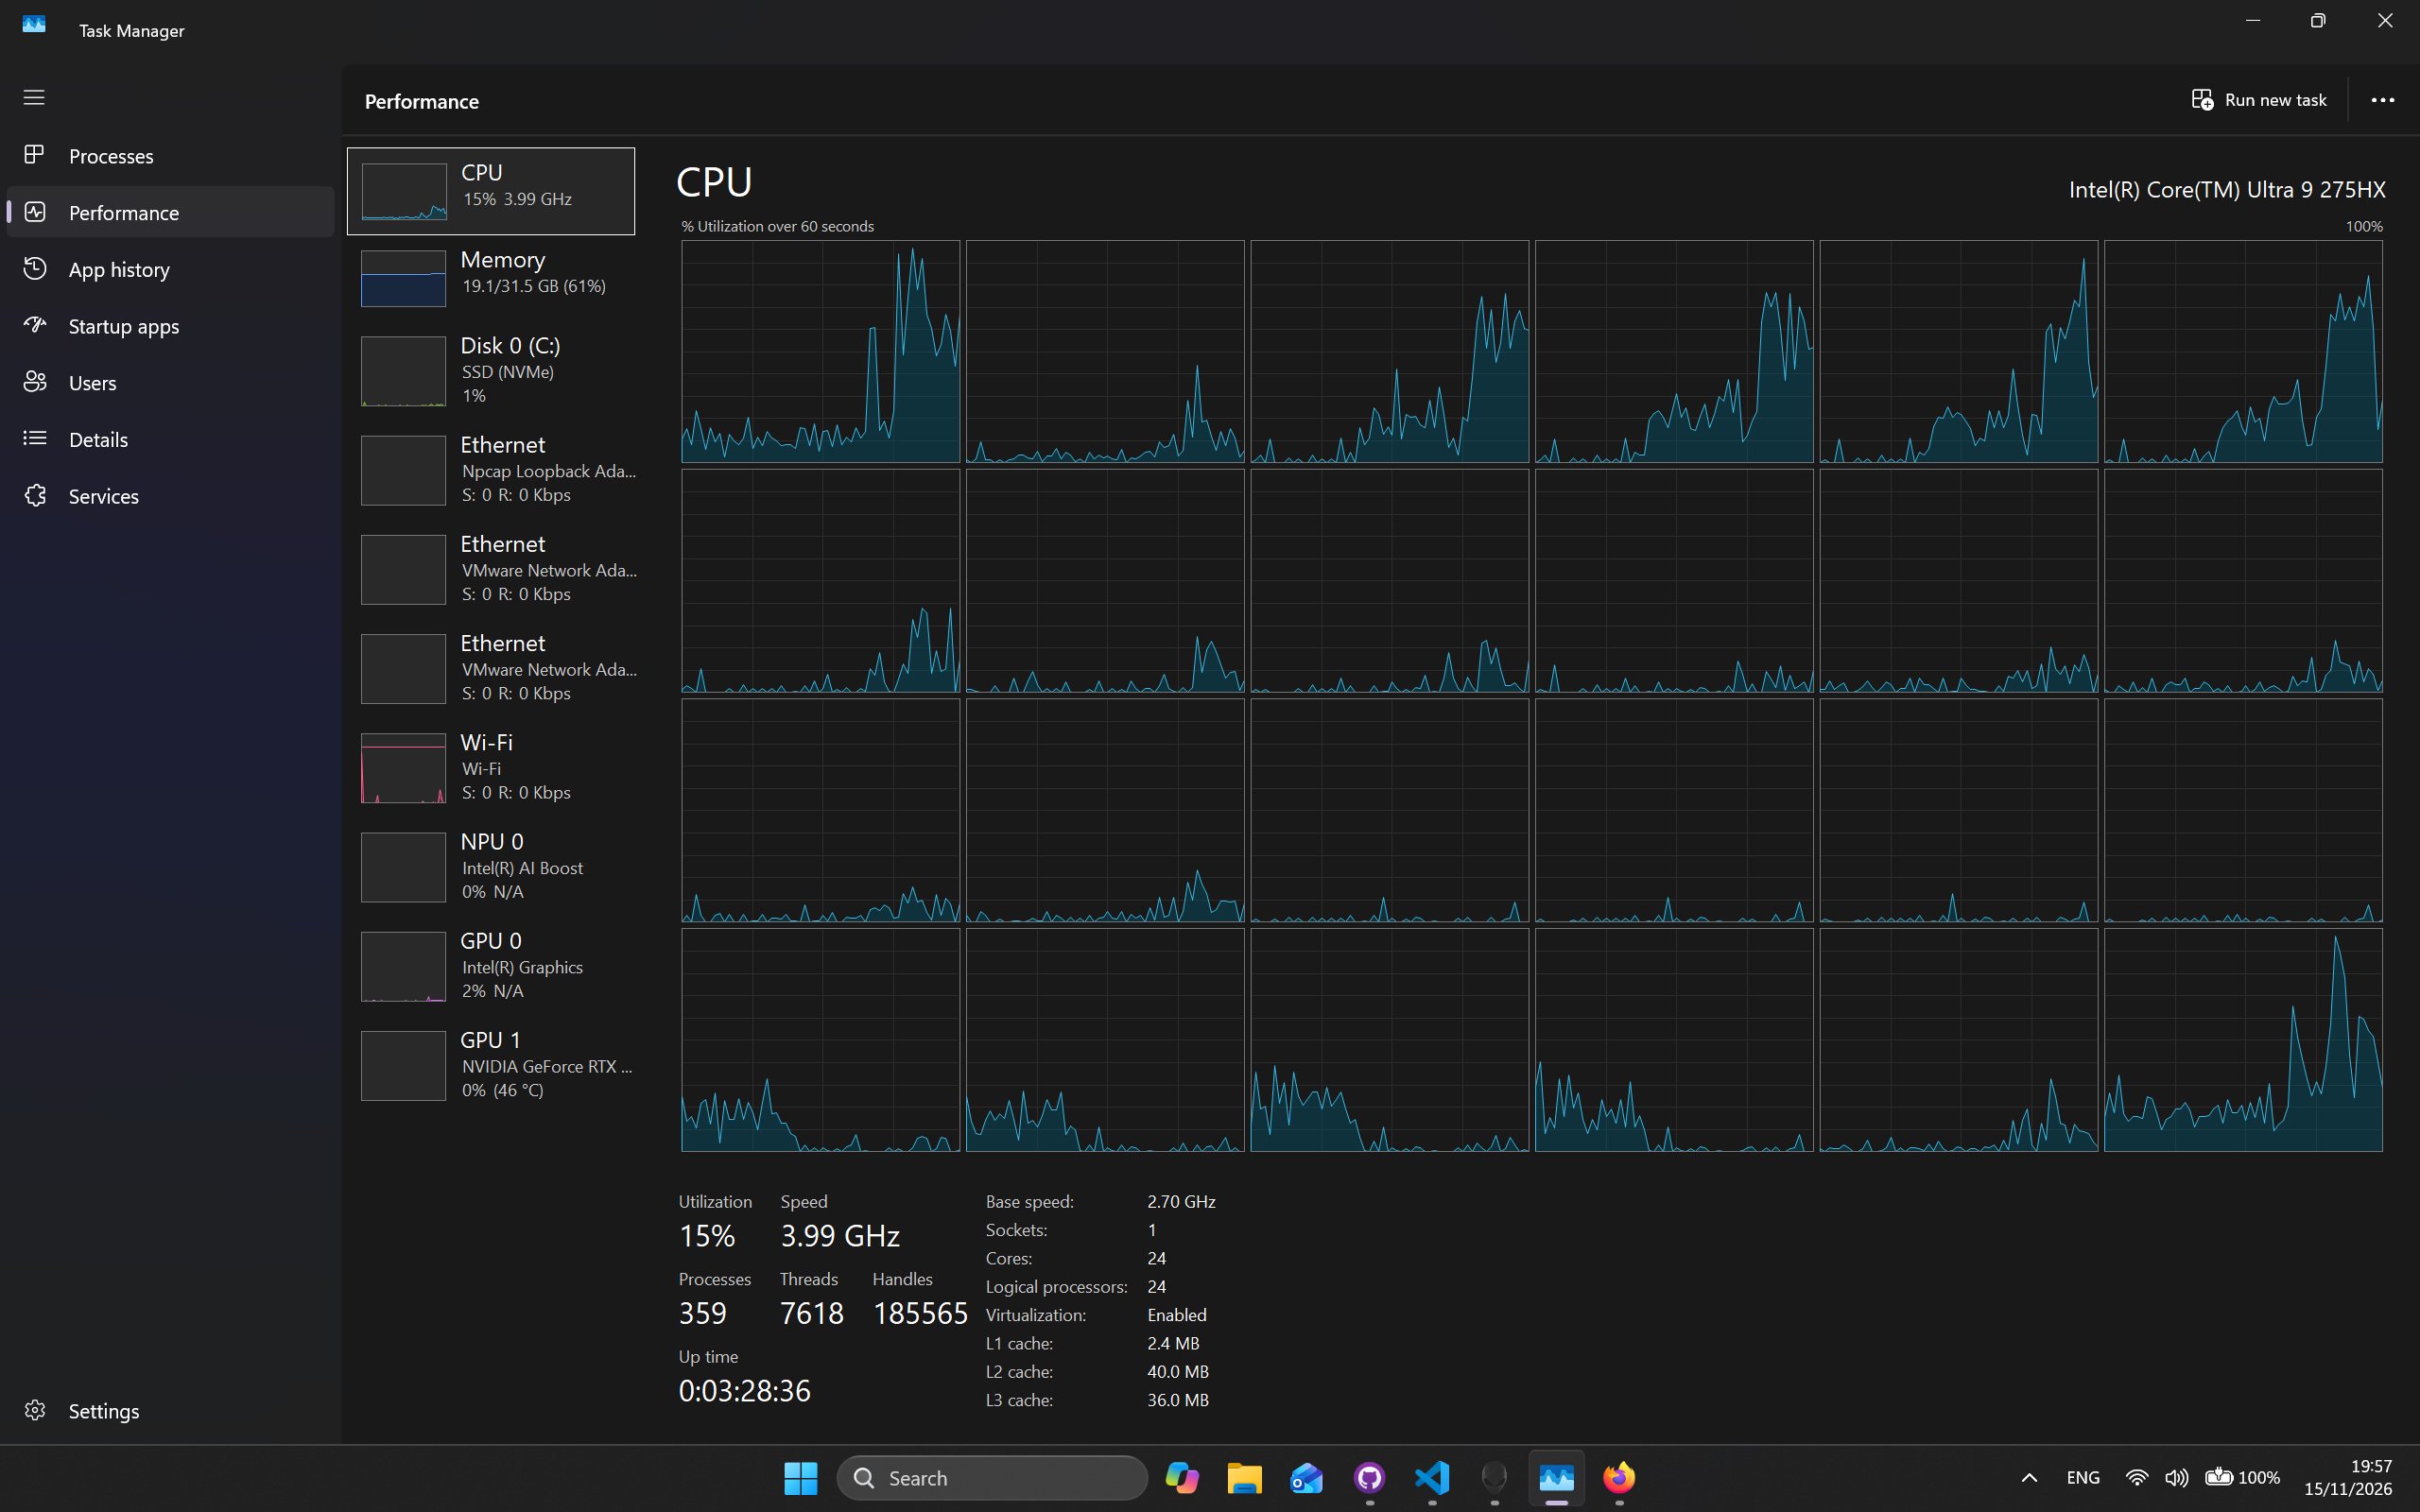 Task Manager
Performance
Run new task
Processes
Performance
App history
Startup apps
Users
Details
Services
Settings
CPU
15% 3.99 GHz
Memory
19.1/31.5 GB (61%)
Disk 0 (C:)
SSD (NVMe)
1%
Ethernet
Npcap Loopback Ada...
S: 0 R: 0 Kbps
Ethernet
VMware Network Ada...
S: 0 R: 0 Kbps
Ethernet
VMware Network Ada...
S: 0 R: 0 Kbps
Wi-Fi
Wi-Fi
S: 0 R: 0 Kbps
NPU 0
Intel(R) AI Boost
0% N/A
GPU 0
Intel(R) Graphics
2% N/A
GPU 1
NVIDIA GeForce RTX ...
0% (46 °C)
CPU
Intel(R) Core(TM) Ultra 9 275HX
% Utilization over 60 seconds
100%
Utilization Speed
15% 3.99 GHz
Processes Threads Handles
359 7618 185565
Up time
0:03:28:36
Base speed: 2.70 GHz
Sockets: 1
Cores: 24
Logical processors: 24
Virtualization: Enabled
L1 cache: 2.4 MB
L2 cache: 40.0 MB
L3 cache: 36.0 MB
Search
ENG
100%
19:57
15/11/2026